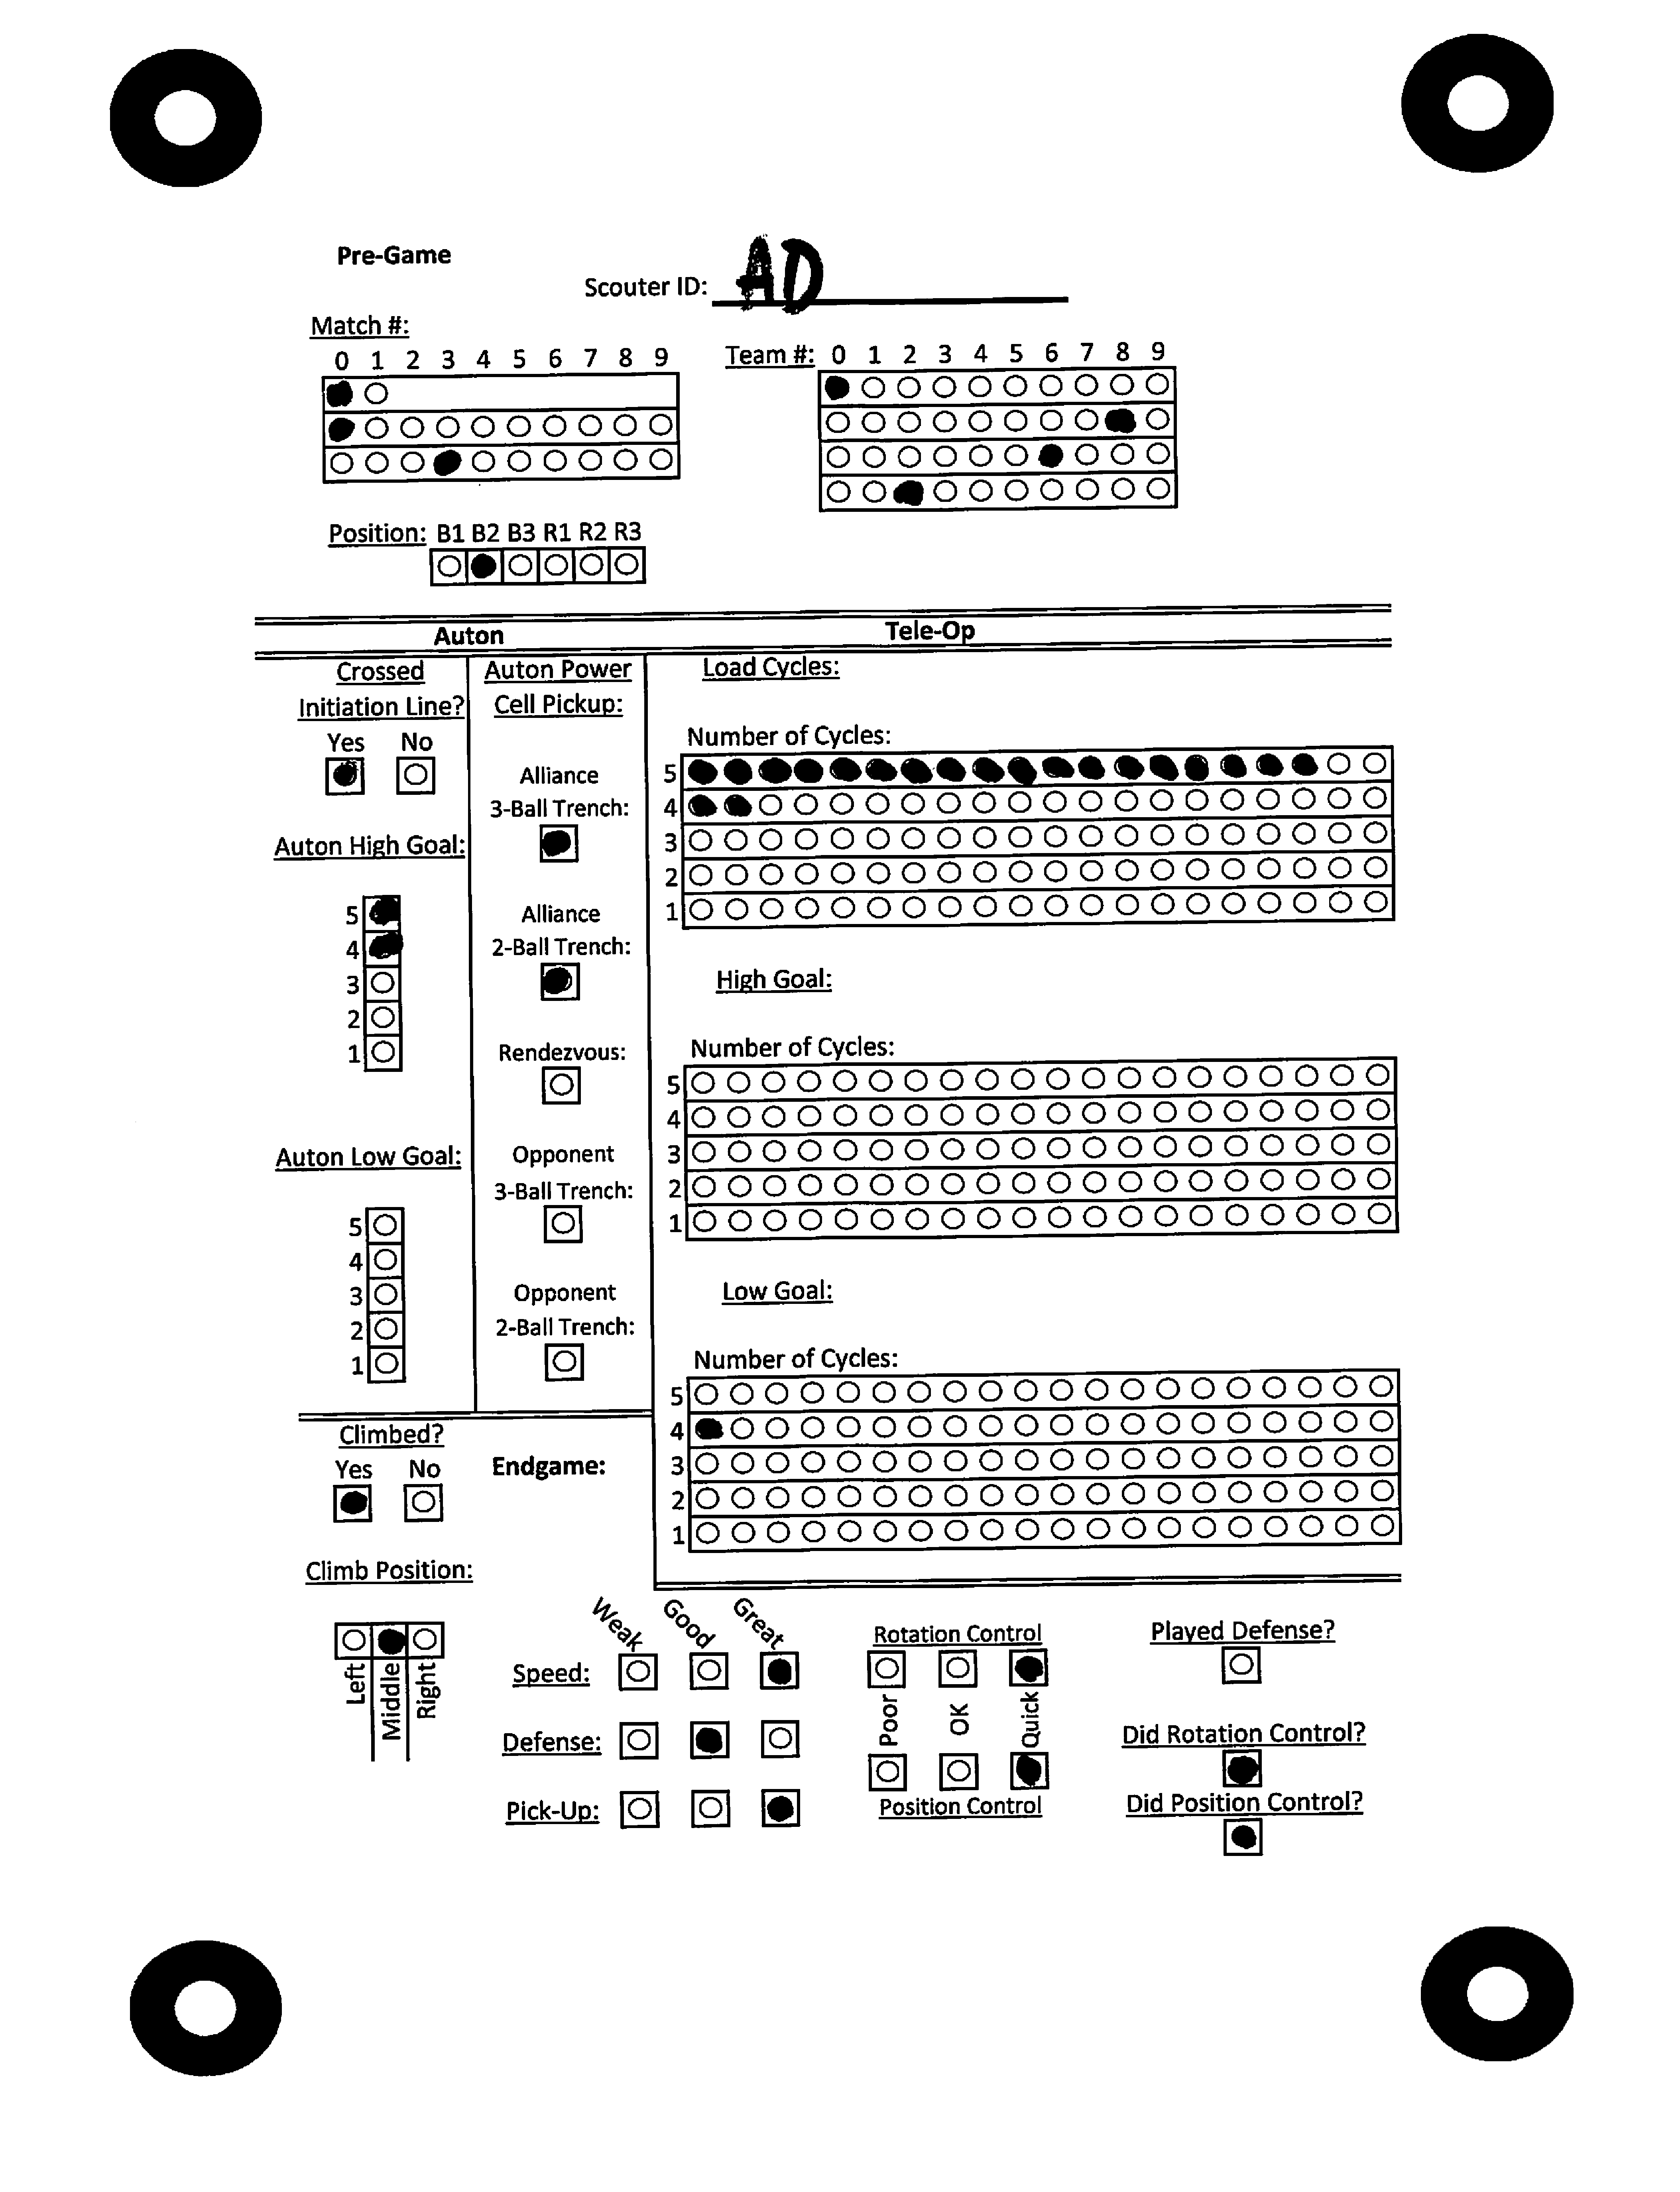 Pre-Game
Scouter ID: AD
Match #:
0 1 2 3 4 5 6 7 8 9
Team #: 0 1 2 3 4 5 6 7 8 9
Position: B1 B2 B3 R1 R2 R3
Auton
Tele-Op
Crossed
Initiation Line?
Yes No
Auton High Goal:
5
4
3
2
1
Auton Low Goal:
5
4
3
2
1
Auton Power
Cell Pickup:
Alliance
3-Ball Trench:
Alliance
2-Ball Trench:
Rendezvous:
Opponent
3-Ball Trench:
Opponent
2-Ball Trench:
Load Cycles:
Number of Cycles:
5
4
3
2
1
High Goal:
Number of Cycles:
5
4
3
2
1
Low Goal:
Number of Cycles:
5
4
3
2
1
Climbed?
Yes No
Endgame:
Climb Position:
Left Middle Right
Weak Good Great
Speed:
Defense:
Pick-Up:
Rotation Control
Poor OK Quick
Position Control
Played Defense?
Did Rotation Control?
Did Position Control?